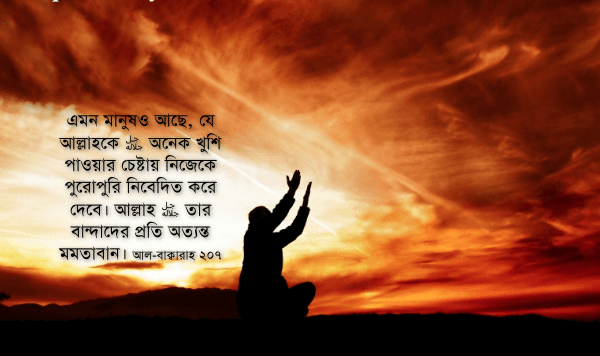 এমন মানুষও আছে, যে
আল্লাহকে ﷻ অনেক খুশি
পাওয়ার চেষ্টায় নিজেকে
পুরোপুরি নিবেদিত করে
দেবে। আল্লাহ ﷻ তার
বান্দাদের প্রতি অত্যন্ত
মমতাবান। আল-বাক্বারাহ ২০৭